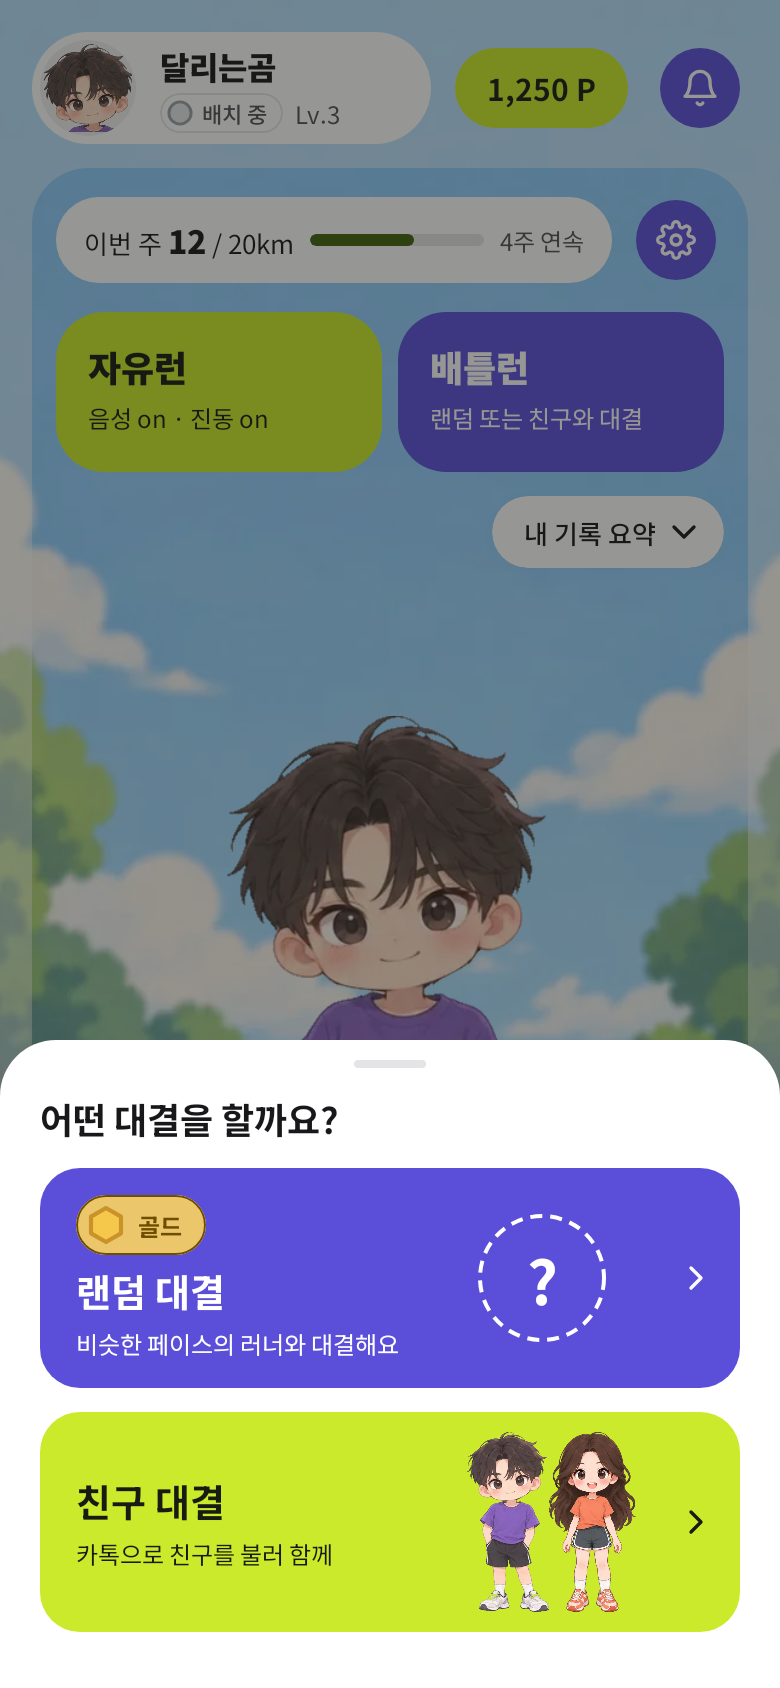 달리는곰
배치 중 Lv.3
1,250 P
이번 주 12 / 20km 4주 연속
자유런
음성 on · 진동 on
배틀런
랜덤 또는 친구와 대결
내 기록 요약
어떤 대결을 할까요?
골드
랜덤 대결
비슷한 페이스의 러너와 대결해요
?
친구 대결
카톡으로 친구를 불러 함께